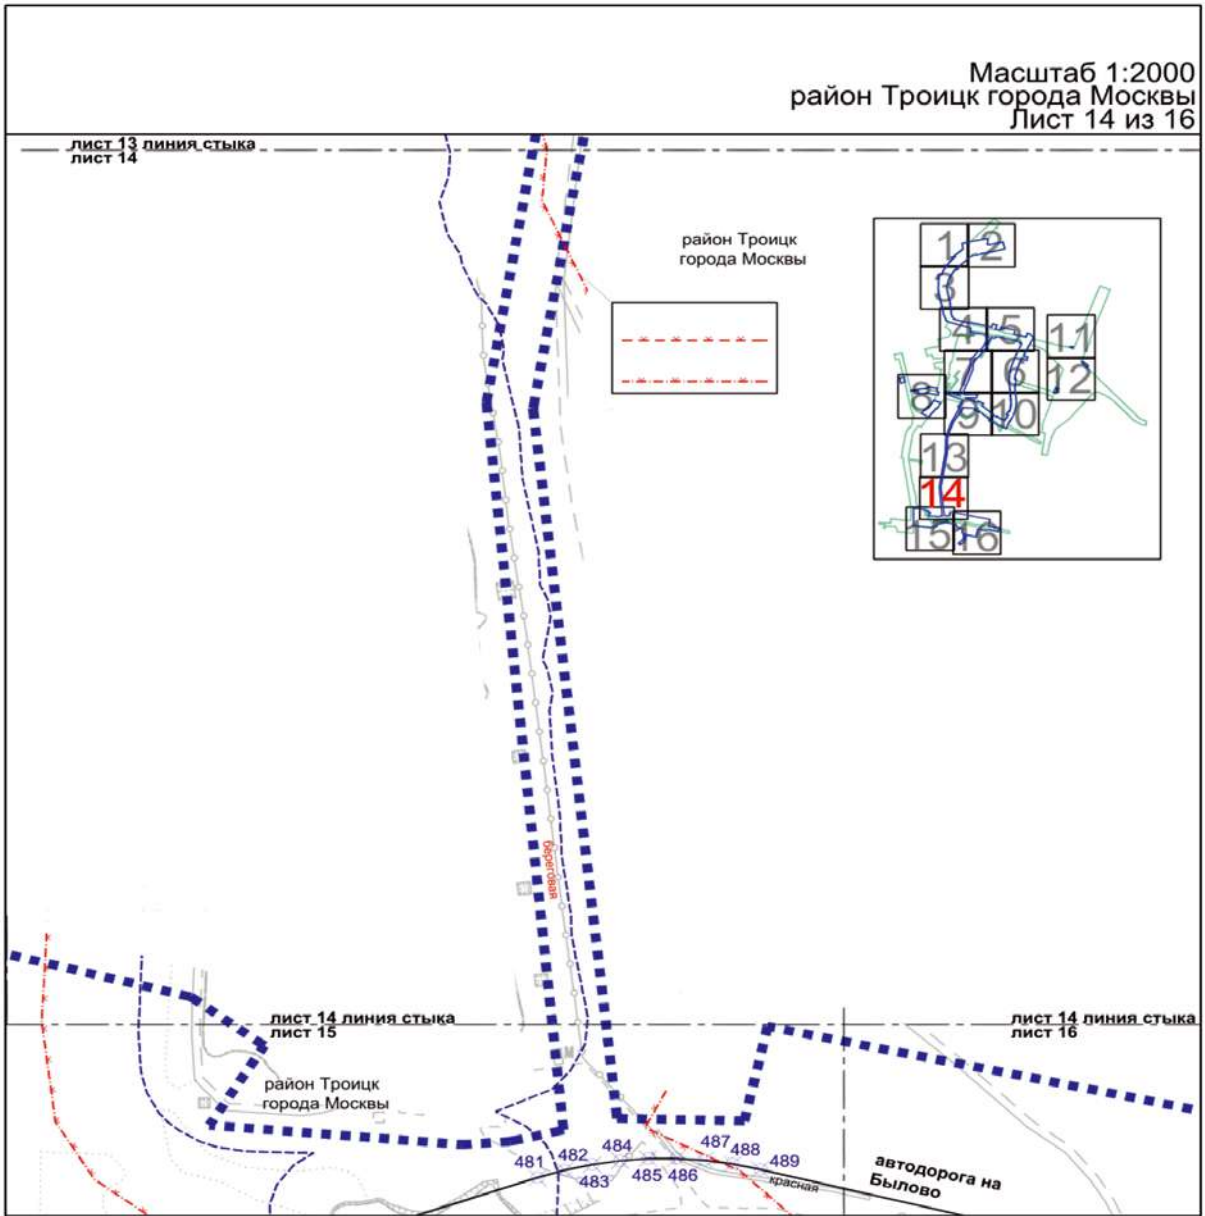 Масштаб 1:2000
район Троицк города Москвы
Лист 14 из 16
лист 13 линия стыка
лист 14
район Троицк
города Москвы
1 2
3
4 5 11
7 6 12
8
9 10
13
14
15 16
береговая
лист 14 линия стыка
лист 15
лист 14 линия стыка
лист 16
район Троицк
города Москвы
481 482 484 487 488 489
483 485 486
красная
автодорога на
Былово